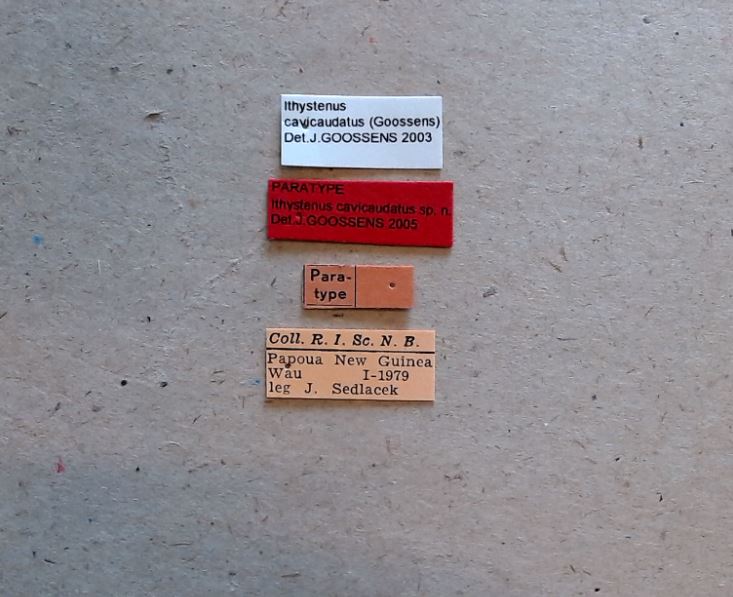 Ithystenus
cavicaudatus (Goossens)
Det.J.GOOSSENS 2003
PARATYPE
Ithystenus cavicaudatus sp. n.
Det.J.GOOSSENS 2005
Para-
type
Coll. R. I. Sc. N. B.
Papoua New Guinea
Wau I-1979
leg J. Sedlacek